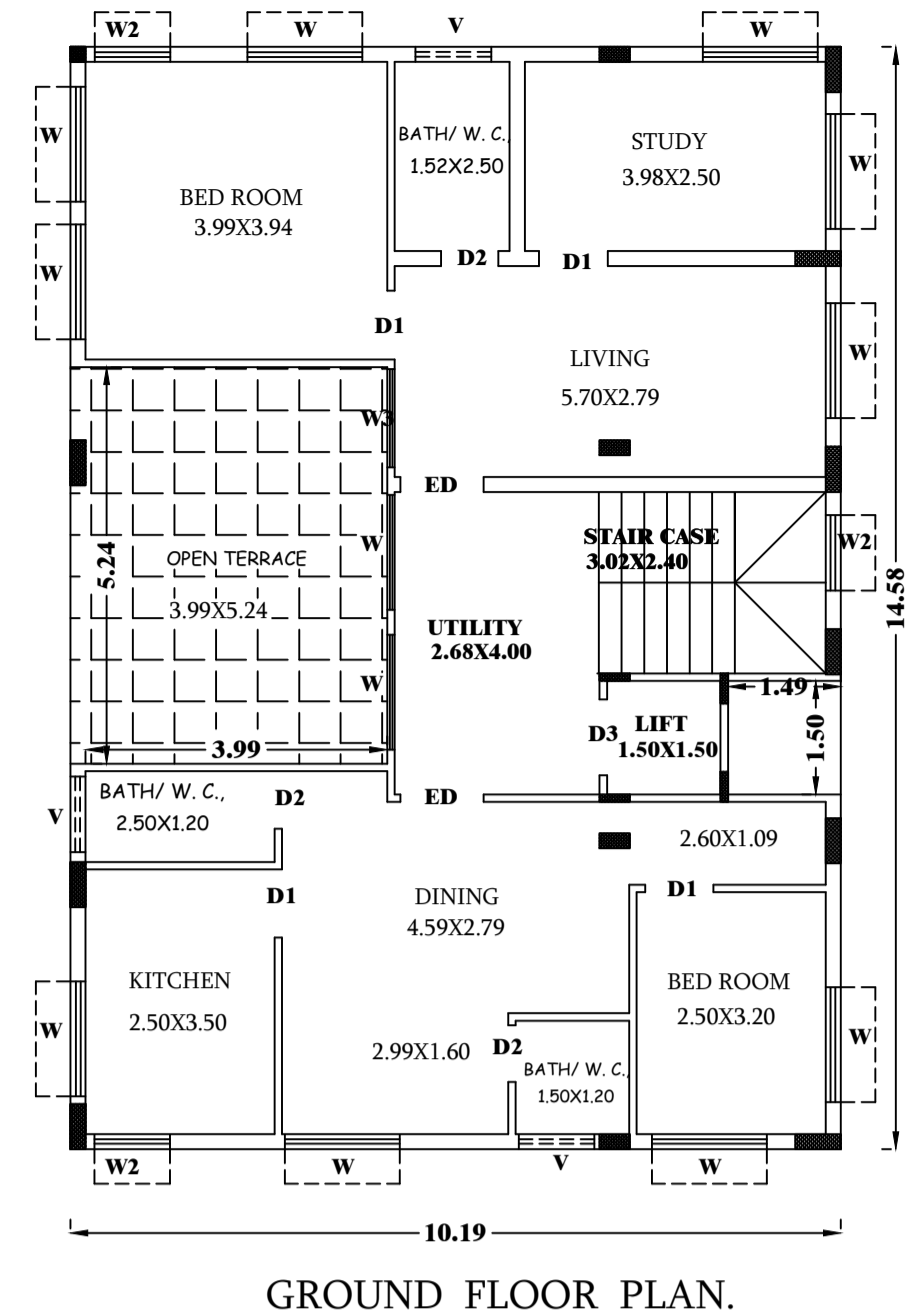 W2
W
V
W
W
BATH/ W. C.,
1.52X2.50
STUDY
3.98X2.50
W
BED ROOM
3.99X3.94
W
D2
D1
D1
LIVING
5.70X2.79
W
W3
ED
5.24
OPEN TERRACE
3.99X5.24
W
STAIR CASE
3.02X2.40
W2
14.58
UTILITY
2.68X4.00
W
1.49
3.99
D3
LIFT
1.50X1.50
1.50
BATH/ W. C.,
2.50X1.20
D2
ED
V
2.60X1.09
D1
DINING
4.59X2.79
D1
KITCHEN
2.50X3.50
BED ROOM
2.50X3.20
W
2.99X1.60
D2
BATH/ W. C.,
1.50X1.20
W
W2
W
V
W
10.19
GROUND FLOOR PLAN.